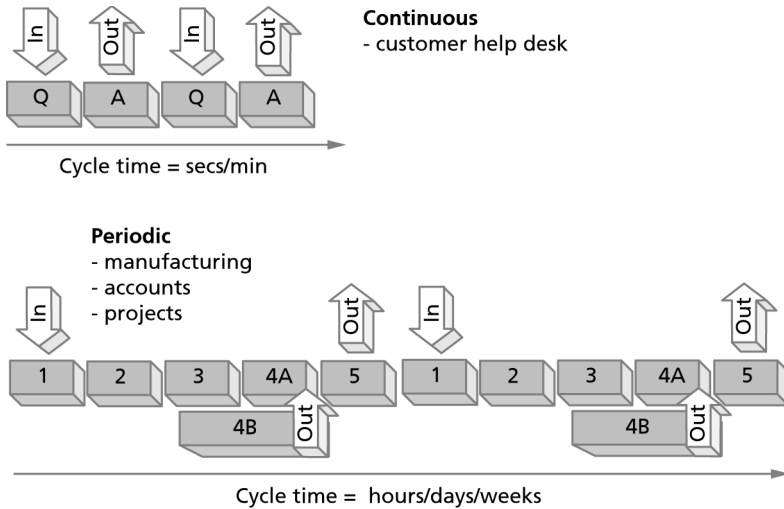 In Out In Out
Continuous
- customer help desk
Q A Q A
Cycle time = secs/min
Periodic
- manufacturing
- accounts
- projects
In Out In Out
1 2 3 4A 5 1 2 3 4A 5
4B Out 4B Out
Cycle time = hours/days/weeks